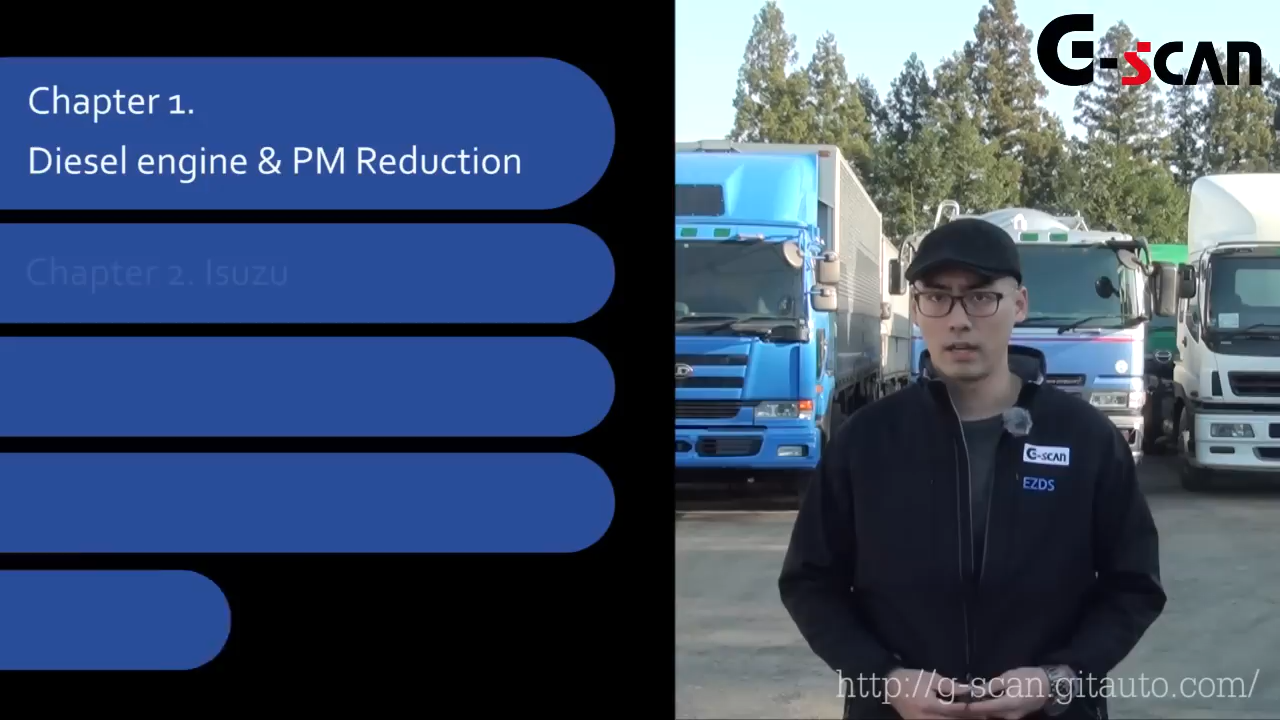 Chapter 1.
Diesel engine & PM Reduction
Chapter 2. Isuzu
G-SCAN
G-SCAN
EZDS
http://g-scan.gitauto.com/